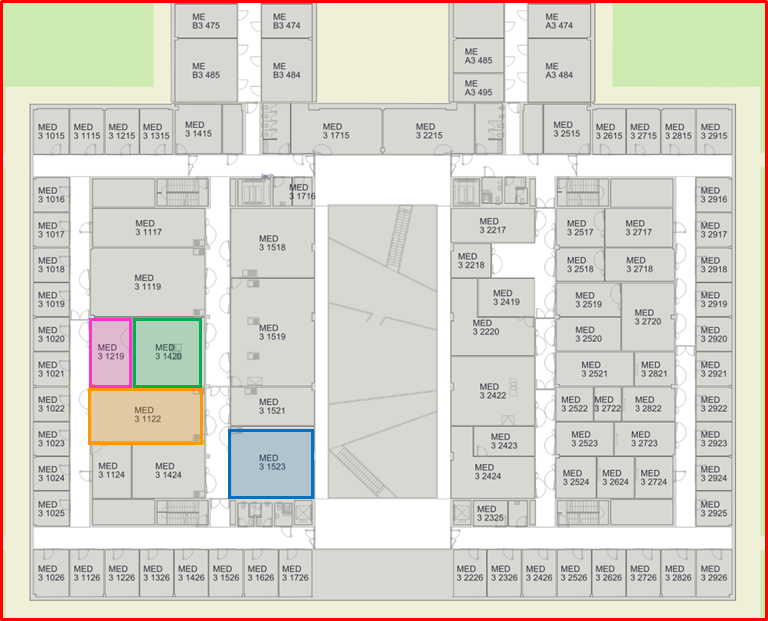 ME
B3 475
ME
B3 474
ME
A3 474
ME
B3 485
ME
B3 484
ME
A3 485
ME
A3 484
ME
A3 495
MED
3 1015
MED
3 1115
MED
3 1215
MED
3 1315
MED
3 1415
MED
3 1715
MED
3 2215
MED
3 2515
MED
3 2615
MED
3 2715
MED
3 2815
MED
3 2915
tech
MED
3 1716
MED
3 1016
MED
3 1017
MED
3 1018
MED
3 1019
MED
3 1020
MED
3 1021
MED
3 1022
MED
3 1023
MED
3 1024
MED
3 1025
MED
3 1117
MED
3 1119
MED
3 1219
MED
3 1420
MED
3 1122
MED
3 1124
MED
3 1424
MED
3 1518
MED
3 1519
MED
3 1521
MED
3 1523
MED
3 2217
MED
3 2218
MED
3 2419
MED
3 2220
MED
3 2422
MED
3 2423
MED
3 2424
MED
3 2325
MED
3 2517
MED
3 2717
MED
3 2518
MED
3 2718
MED
3 2519
MED
3 2720
MED
3 2520
MED
3 2521
MED
3 2821
MED
3 2522
MED
3 2722
MED
3 2822
MED
3 2523
MED
3 2723
MED
3 2524
MED
3 2624
MED
3 2724
MED
3 2916
MED
3 2917
MED
3 2918
MED
3 2919
MED
3 2920
MED
3 2921
MED
3 2922
MED
3 2923
MED
3 2924
MED
3 2925
MED
3 1026
MED
3 1126
MED
3 1226
MED
3 1326
MED
3 1426
MED
3 1526
MED
3 1626
MED
3 1726
MED
3 2226
MED
3 2326
MED
3 2426
MED
3 2526
MED
3 2626
MED
3 2726
MED
3 2826
MED
3 2926